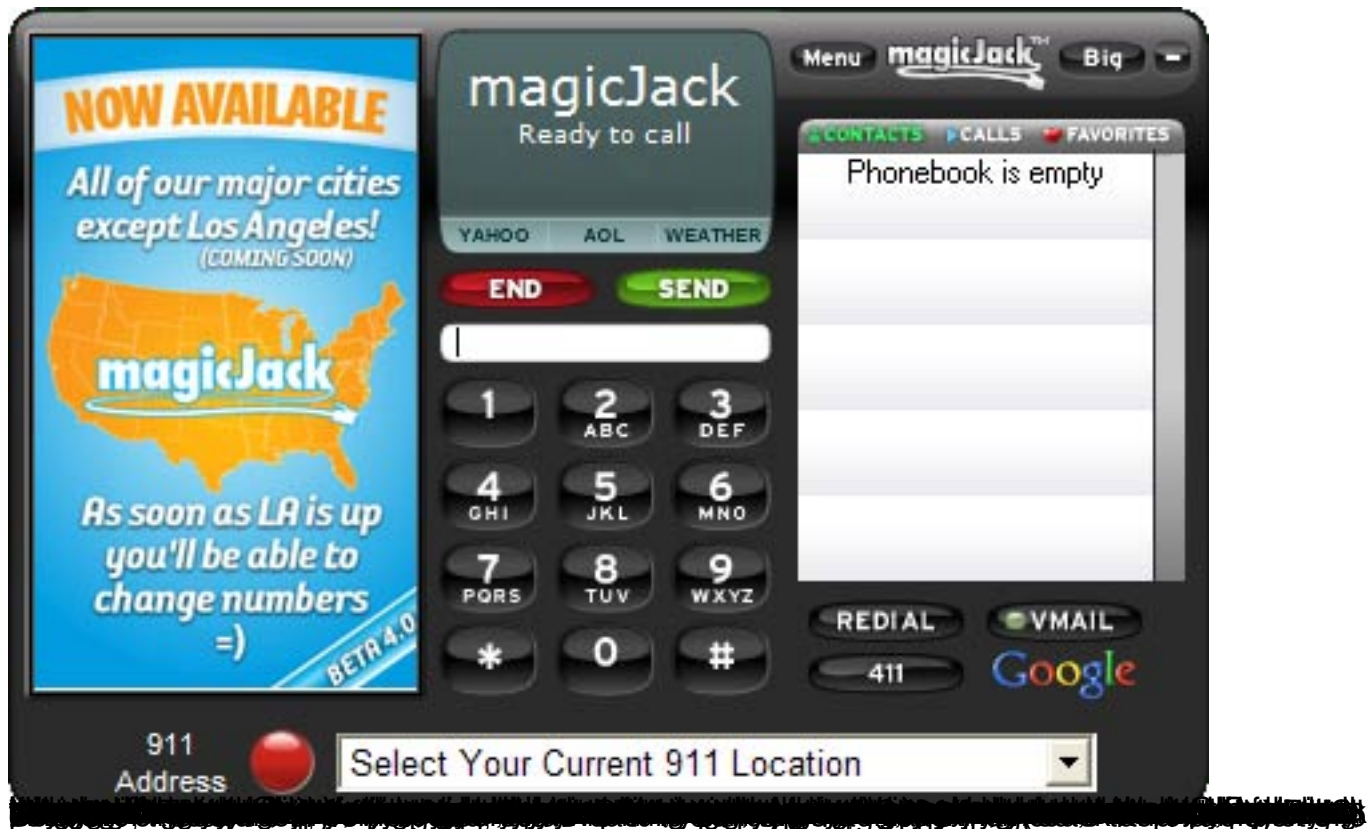 NOW AVAILABLE
All of our major cities
except Los Angeles!
(COMING SOON)
magicJack
As soon as LA is up
you'll be able to
change numbers
=)
BETA 4.0
magicJack
Ready to call
YAHOO AOL WEATHER
END SEND
1 2 ABC 3 DEF
4 GHI 5 JKL 6 MNO
7 PQRS 8 TUV 9 WXYZ
* 0 #
Menu magicJack™ Big -
CONTACTS CALLS FAVORITES
Phonebook is empty
REDIAL VMAIL
411 Google
911
Address
Select Your Current 911 Location